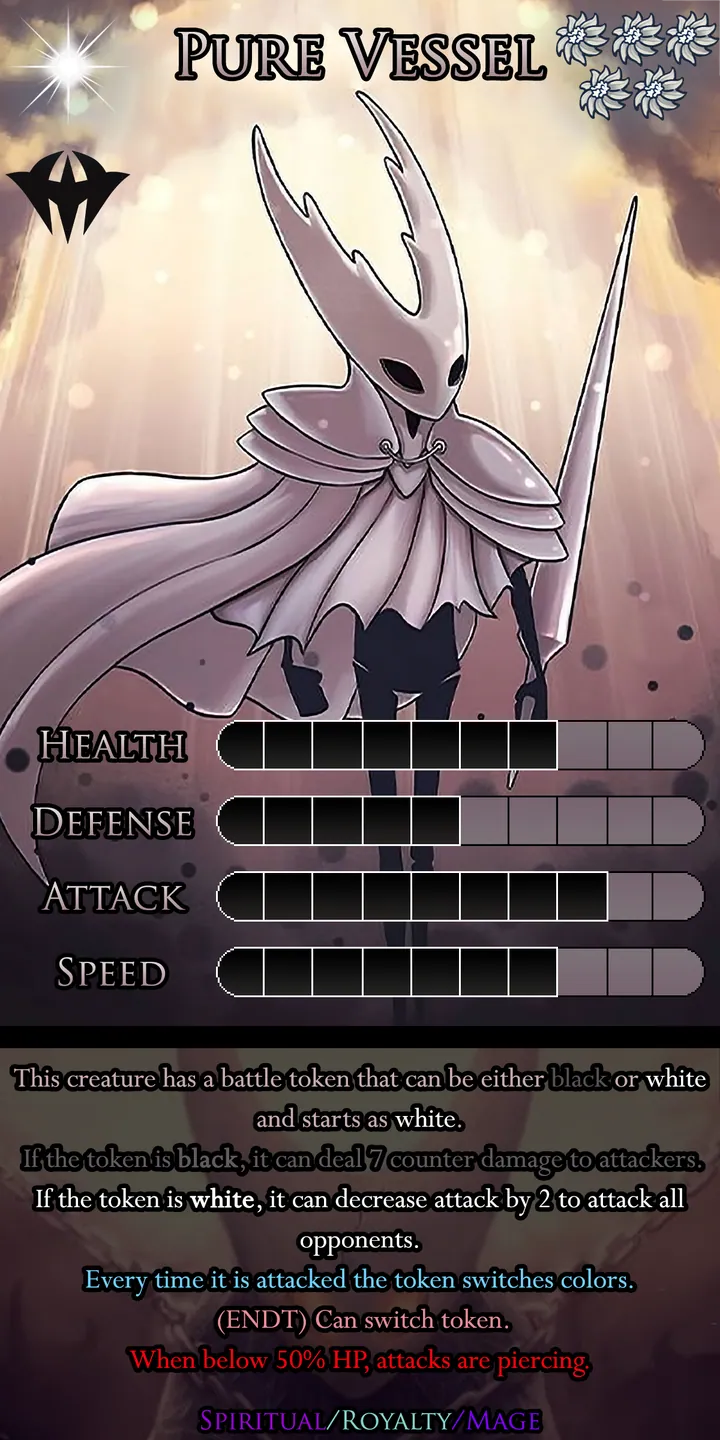 PURE VESSEL
HEALTH
DEFENSE
ATTACK
SPEED
This creature has a battle token that can be either black or white
and starts as white.
If the token is black, it can deal 7 counter damage to attackers.
If the token is white, it can decrease attack by 2 to attack all
opponents.
Every time it is attacked the token switches colors.
(ENDT) Can switch token.
When below 50% HP, attacks are piercing.
SPIRITUAL/ROYALTY/MAGE